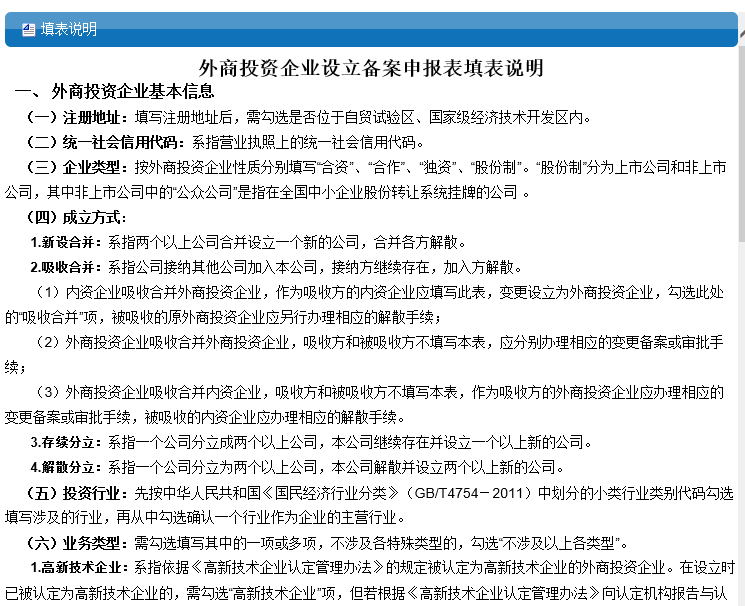 填表说明
外商投资企业设立备案申报表填表说明
一、外商投资企业基本信息
（一）注册地址：填写注册地址后，需勾选是否位于自贸试验区、国家级经济技术开发区内。
（二）统一社会信用代码：系指营业执照上的统一社会信用代码。
（三）企业类型：按外商投资企业性质分别填写“合资”、“合作”、“独资”、“股份制”。“股份制”分为上市公司和非上市
公司，其中非上市公司中的“公众公司”是指在全国中小企业股份转让系统挂牌的公司 。
（四）成立方式：
1.新设合并：系指两个以上公司合并设立一个新的公司，合并各方解散。
2.吸收合并：系指公司接纳其他公司加入本公司，接纳方继续存在，加入方解散。
（1）内资企业吸收合并外商投资企业，作为吸收方的内资企业应填写此表，变更设立为外商投资企业，勾选此处
的“吸收合并”项，被吸收的原外商投资企业应另行办理相应的解散手续；
（2）外商投资企业吸收合并外商投资企业，吸收方和被吸收方不填写本表，应分别办理相应的变更备案或审批手
续；
（3）外商投资企业吸收合并内资企业，吸收方和被吸收方不填写本表，作为吸收方的外商投资企业应办理相应的
变更备案或审批手续，被吸收的内资企业应办理相应的解散手续。
3.存续分立：系指一个公司分立成两个以上公司，本公司继续存在并设立一个以上新的公司。
4.解散分立：系指一个公司分立为两个以上公司，本公司解散并设立两个以上新的公司。
（五）投资行业：先按中华人民共和国《国民经济行业分类》（GB/T4754－2011）中划分的小类行业类别代码勾选
填写涉及的行业，再从中勾选确认一个行业作为企业的主营行业。
（六）业务类型：需勾选填写其中的一项或多项，不涉及各特殊类型的，勾选“不涉及以上各类型”。
1.高新技术企业：系指依据《高新技术企业认定管理办法》的规定被认定为高新技术企业的外商投资企业。在设立时
已被认定为高新技术企业的，需勾选“高新技术企业”项，但若根据《高新技术企业认定管理办法》向认定机构报告与认